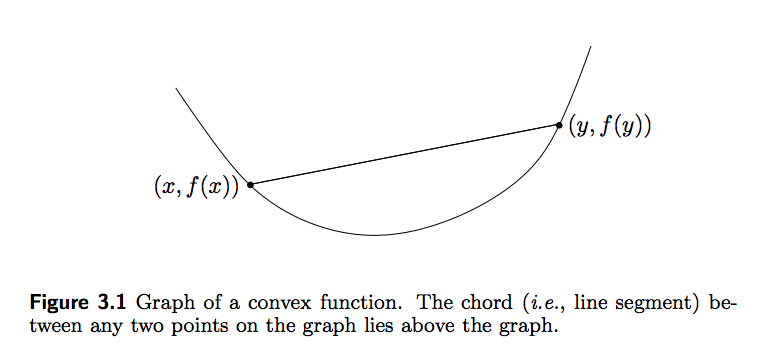 (y, f(y))
(x, f(x))
Figure 3.1 Graph of a convex function. The chord (i.e., line segment) be-
tween any two points on the graph lies above the graph.